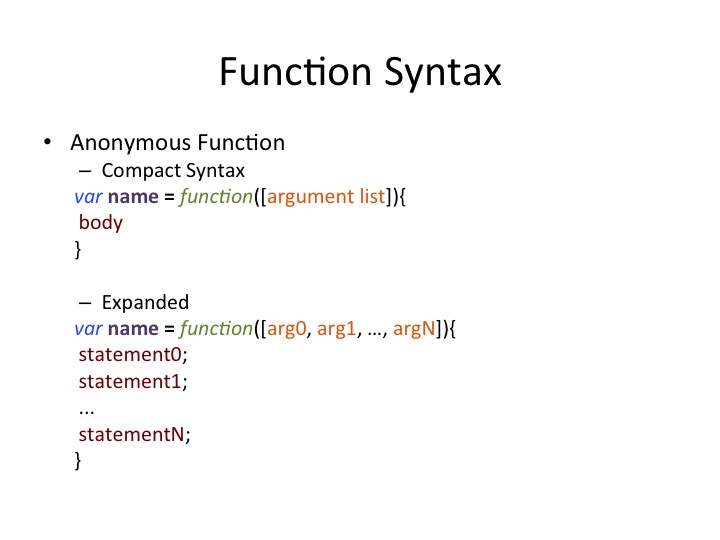 Function Syntax
• Anonymous Function
– Compact Syntax
var name = function([argument list]){
body
}
– Expanded
var name = function([arg0, arg1, …, argN]){
statement0;
statement1;
...
statementN;
}